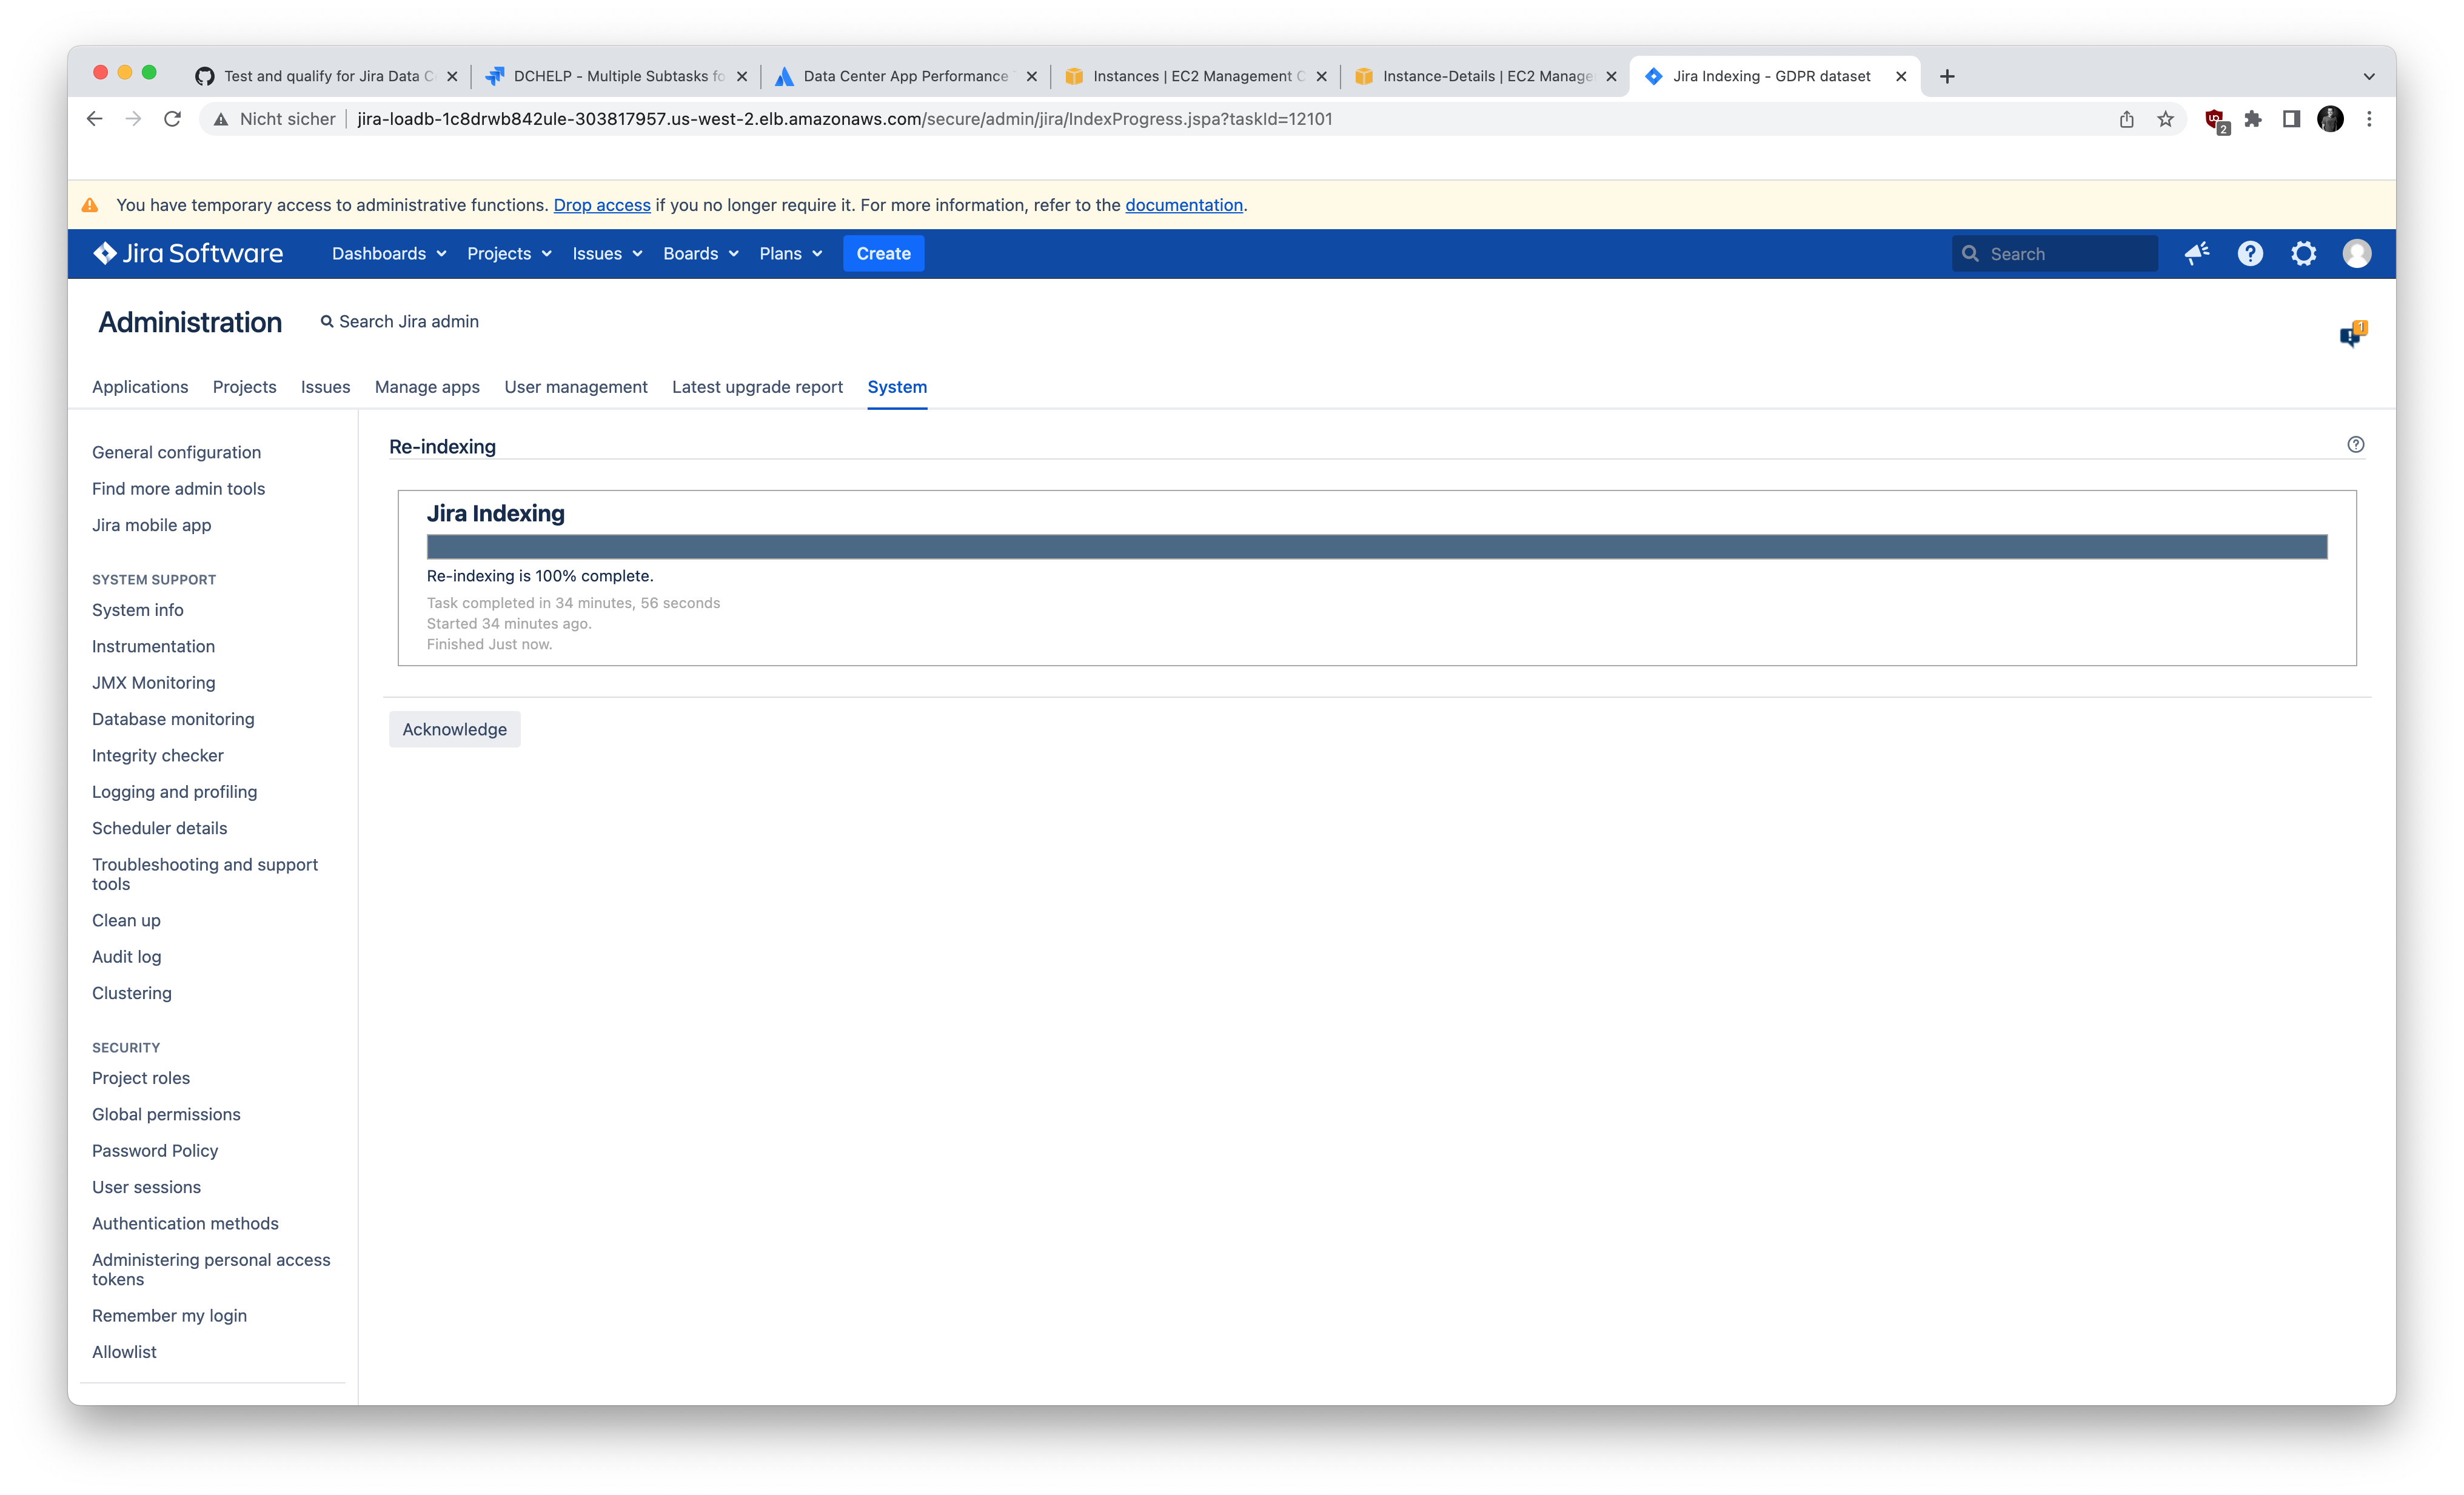 Test and qualify for Jira Data C
DCHELP - Multiple Subtasks fo
Data Center App Performance
Instances | EC2 Management C
Instance-Details | EC2 Manage
Jira Indexing - GDPR dataset
Nicht sicher
jira-loadb-1c8drwb842ule-303817957.us-west-2.elb.amazonaws.com/secure/admin/jira/IndexProgress.jspa?taskId=12101
2
You have temporary access to administrative functions. Drop access if you no longer require it. For more information, refer to the documentation.
Jira Software
Dashboards
Projects
Issues
Boards
Plans
Create
Search
Administration
Search Jira admin
1
Applications
Projects
Issues
Manage apps
User management
Latest upgrade report
System
General configuration
Find more admin tools
Jira mobile app
SYSTEM SUPPORT
System info
Instrumentation
JMX Monitoring
Database monitoring
Integrity checker
Logging and profiling
Scheduler details
Troubleshooting and support
tools
Clean up
Audit log
Clustering
SECURITY
Project roles
Global permissions
Password Policy
User sessions
Authentication methods
Administering personal access
tokens
Remember my login
Allowlist
Re-indexing
Jira Indexing
Re-indexing is 100% complete.
Task completed in 34 minutes, 56 seconds
Started 34 minutes ago.
Finished Just now.
Acknowledge